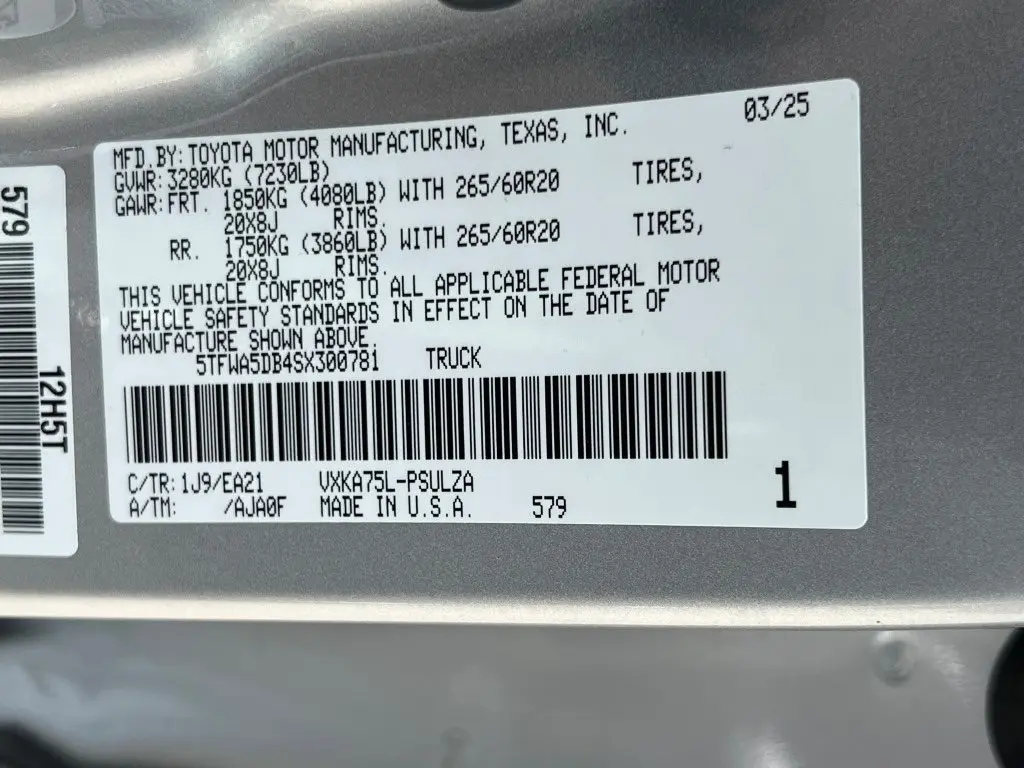 MFD.BY:TOYOTA MOTOR MANUFACTURING, TEXAS, INC. 03/25
GVWR:3280KG (7230LB)
GAWR:FRT. 1850KG (4080LB) WITH 265/60R20 TIRES,
20X8J RIMS.
RR. 1750KG (3860LB) WITH 265/60R20 TIRES,
20X8J RIMS.
THIS VEHICLE CONFORMS TO ALL APPLICABLE FEDERAL MOTOR
VEHICLE SAFETY STANDARDS IN EFFECT ON THE DATE OF
MANUFACTURE SHOWN ABOVE.
5TFWA5DB4SX300781 TRUCK
C/TR:1J9/EA21 VXKA75L-PSULZA
A/TM: /AJA0F MADE IN U.S.A. 579
1
579
12H5T